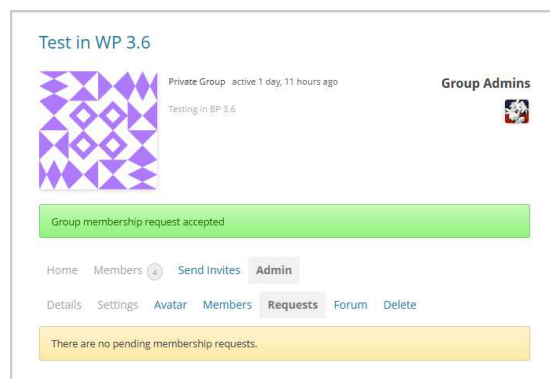 Test in WP 3.6
Private Group active 1 day, 11 hours ago
Group Admins
Testing in BP 3.6
Group membership request accepted
Home Members 4 Send Invites Admin
Details Settings Avatar Members Requests Forum Delete
There are no pending membership requests.